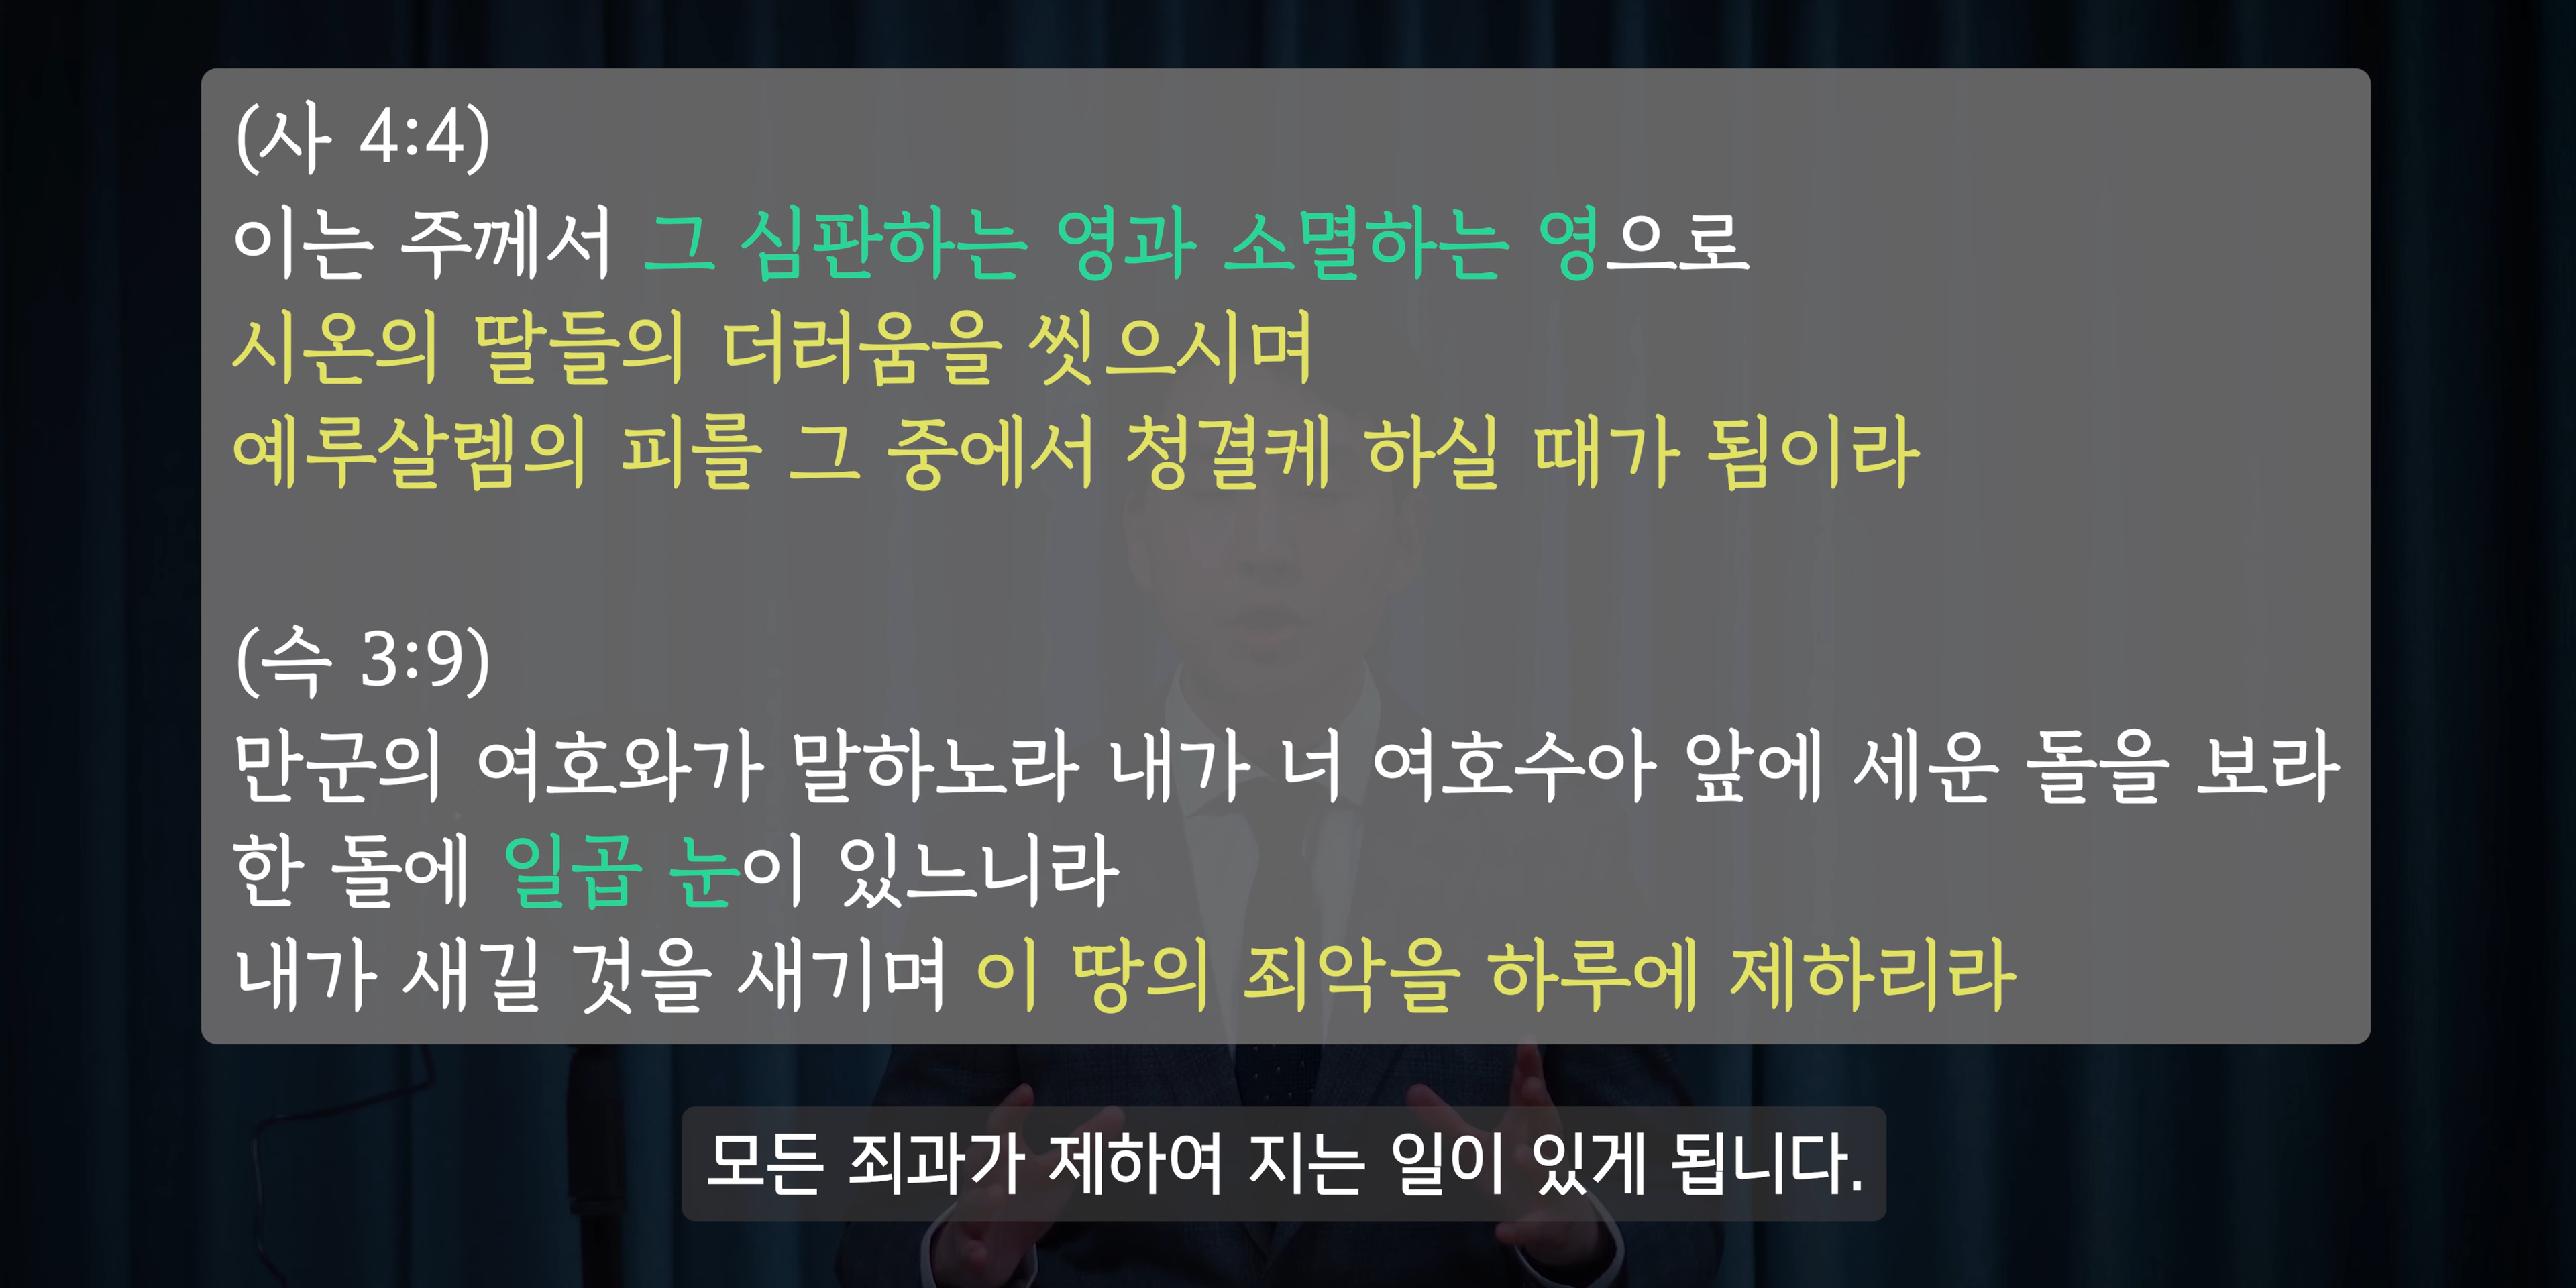 (사 4:4)
이는 주께서 그 심판하는 영과 소멸하는 영으로
시온의 딸들의 더러움을 씻으시며
예루살렘의 피를 그 중에서 청결케 하실 때가 됨이라
(슥 3:9)
만군의 여호와가 말하노라 내가 너 여호수아 앞에 세운 돌을 보라
한 돌에 일곱 눈이 있느니라
내가 새길 것을 새기며 이 땅의 죄악을 하루에 제하리라
모든 죄과가 제하여 지는 일이 있게 됩니다.